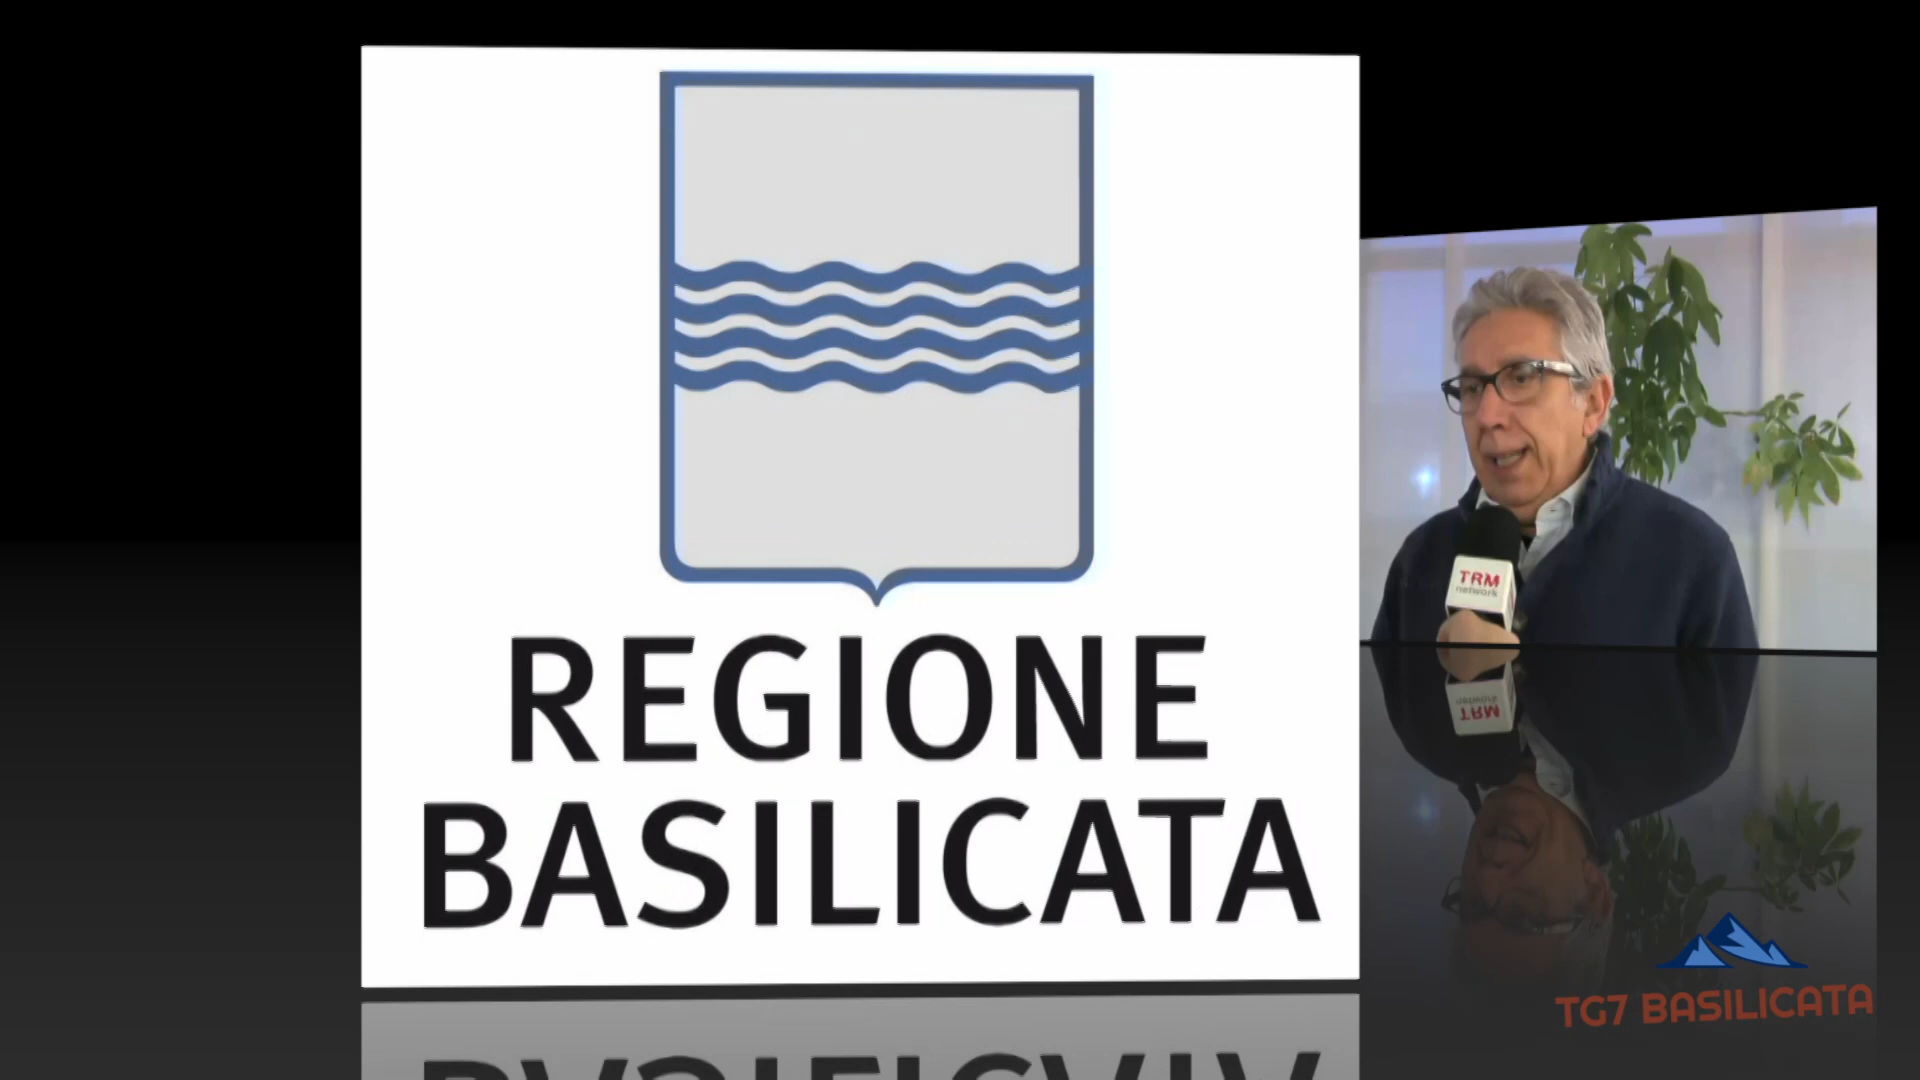 REGIONE
BASILICATA
TRM
network
TG7 BASILICATA